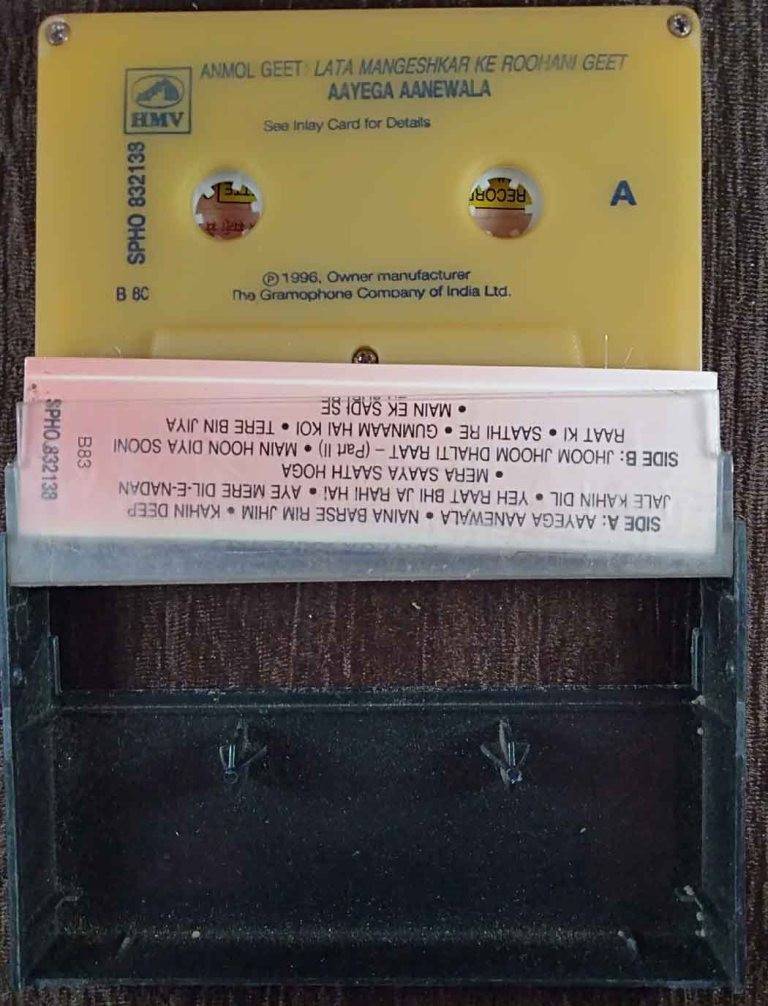 ANMOL GEET: LATA MANGESHKAR KE ROOHANI GEET
AAYEGA AANEWALA
HMV
See Inlay Card for Details
SPHO 832138
A
RECOR
B 80
℗ 1996, Owner manufacturer
The Gramophone Company of India Ltd.
SIDE A: AAYEGA AANEWALA • NAINA BARSE RIM JHIM • KAHIN DEEP
JALE KAHIN DIL • YEH RAAT BHI JA RAHI HAI • AYE MERE DIL-E-NADAN
• MERA SAAYA SAATH HOGA
SIDE B: JHOOM JHOOM DHALTI RAAT – (Part II) • MAIN HOON DIYA SOONI
RAAT KI • SAATHI RE • GUMNAAM HAI KOI • TERE BIN JIYA
• MAIN EK SADI SE
B83
SPHO 832138